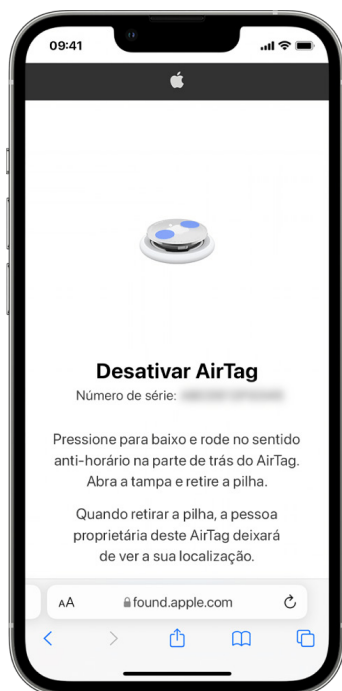 09:41
Desativar AirTag
Número de série:
Pressione para baixo e rode no sentido
anti-horário na parte de trás do AirTag.
Abra a tampa e retire a pilha.
Quando retirar a pilha, a pessoa
proprietária deste AirTag deixará
de ver a sua localização.
AA
found.apple.com